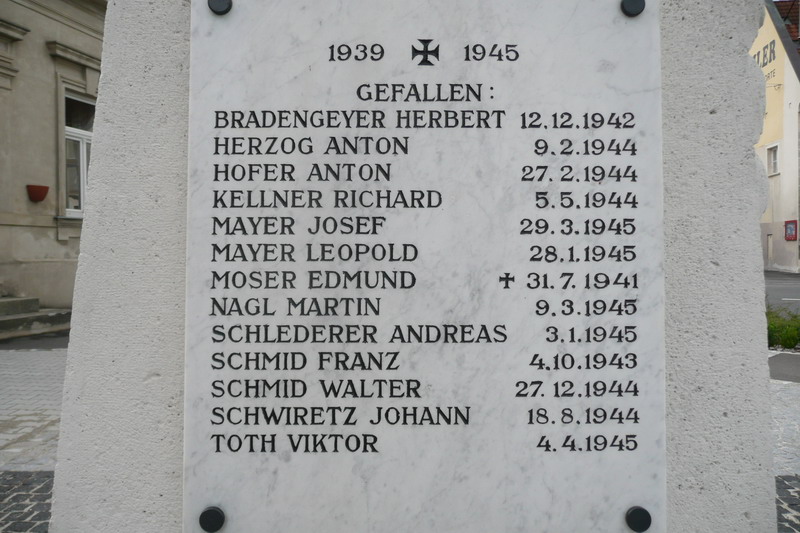 1939 ✠ 1945
GEFALLEN:
BRADENGEYER HERBERT 12.12.1942
HERZOG ANTON 9.2.1944
HOFER ANTON 27.2.1944
KELLNER RICHARD 5.5.1944
MAYER JOSEF 29.3.1945
MAYER LEOPOLD 28.1.1945
MOSER EDMUND ✝ 31.7.1941
NAGL MARTIN 9.3.1945
SCHLEDERER ANDREAS 3.1.1945
SCHMID FRANZ 4.10.1943
SCHMID WALTER 27.12.1944
SCHWIRETZ JOHANN 18.8.1944
TOTH VIKTOR 4.4.1945